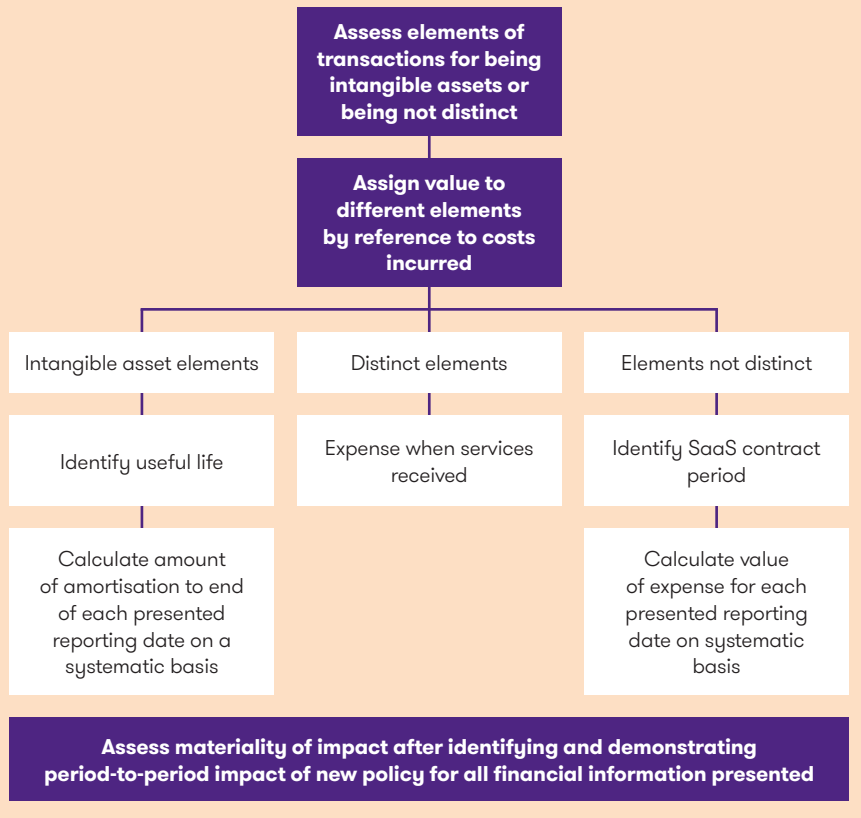 Assess elements of
transactions for being
intangible assets or
being not distinct
Assign value to
different elements
by reference to costs
incurred
Intangible asset elements
Distinct elements
Elements not distinct
Identify useful life
Expense when services
received
Identify SaaS contract
period
Calculate amount
of amortisation to end
of each presented
reporting date on a
systematic basis
Calculate value
of expense for each
presented reporting
date on systematic
basis
Assess materiality of impact after identifying and demonstrating
period-to-period impact of new policy for all financial information presented